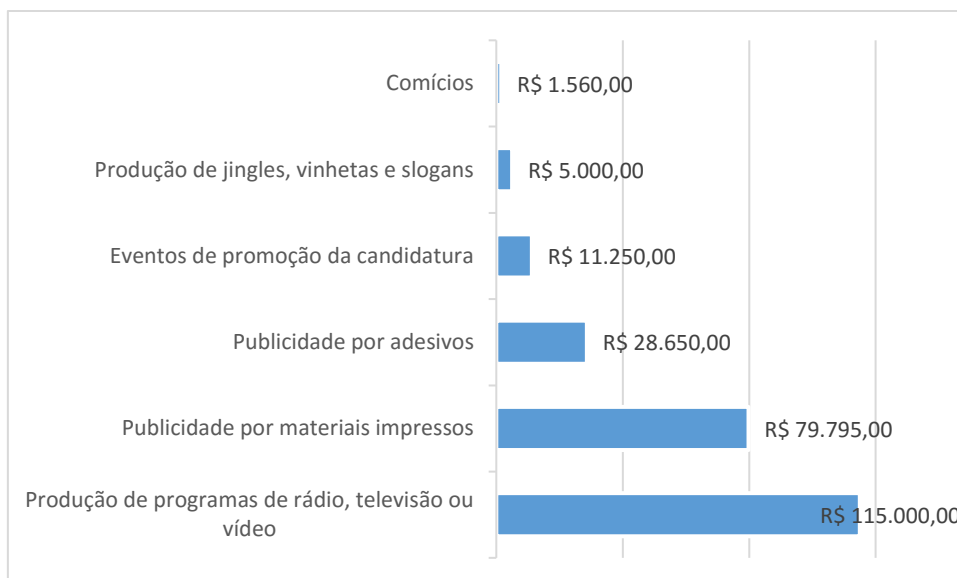 Comícios
R$ 1.560,00
Produção de jingles, vinhetas e slogans
R$ 5.000,00
Eventos de promoção da candidatura
R$ 11.250,00
Publicidade por adesivos
R$ 28.650,00
Publicidade por materiais impressos
R$ 79.795,00
Produção de programas de rádio, televisão ou
vídeo
R$ 115.000,00